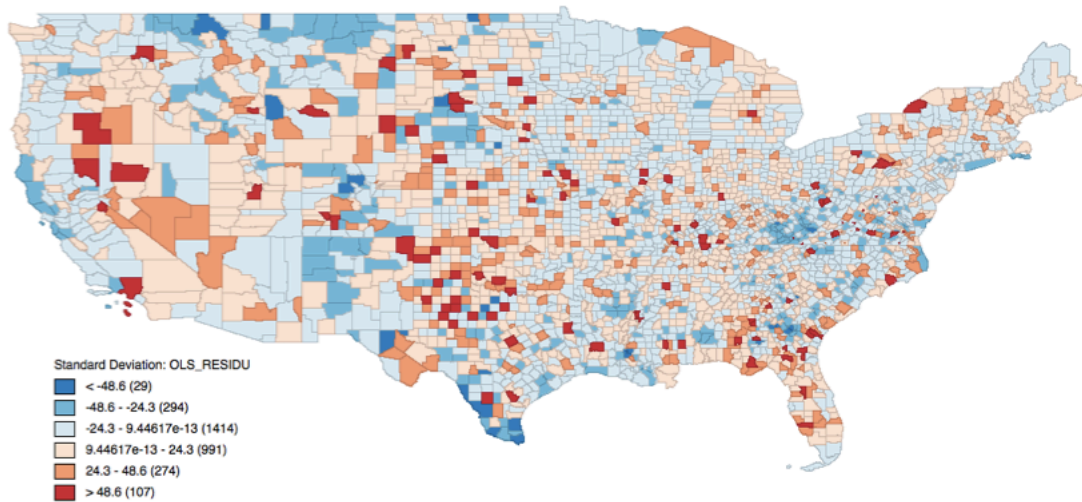 Standard Deviation: OLS_RESIDU
< -48.6 (29)
-48.6 - -24.3 (294)
-24.3 - 9.44617e-13 (1414)
9.44617e-13 - 24.3 (991)
24.3 - 48.6 (274)
> 48.6 (107)